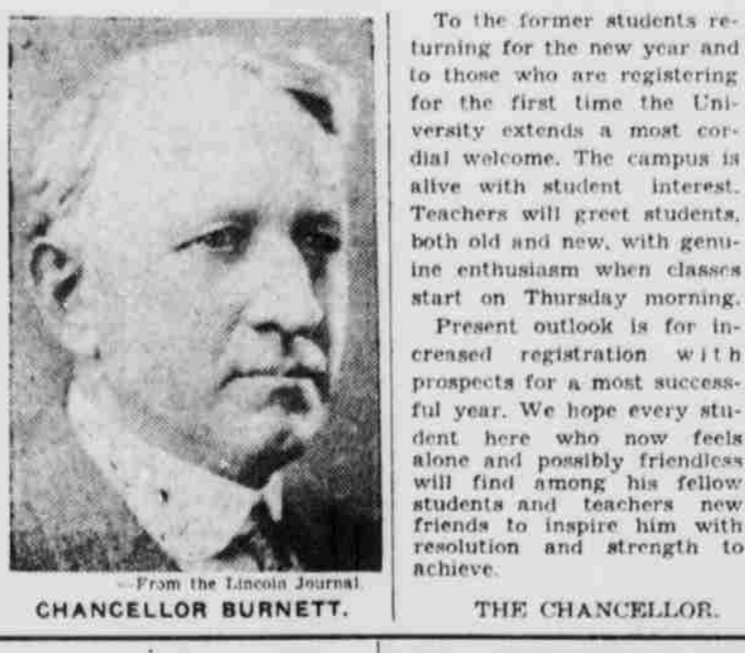 —From the Lincoln Journal.
CHANCELLOR BURNETT.
To the former students re-
turning for the new year and
to those who are registering
for the first time the Uni-
versity extends a most cor-
dial welcome. The campus is
alive with student interest.
Teachers will greet students,
both old and new, with genu-
ine enthusiasm when classes
start on Thursday morning.
Present outlook is for in-
creased registration with
prospects for a most success-
ful year. We hope every stu-
dent here who now feels
alone and possibly friendless
will find among his fellow
students and teachers new
friends to inspire him with
resolution and strength to
achieve.
THE CHANCELLOR.